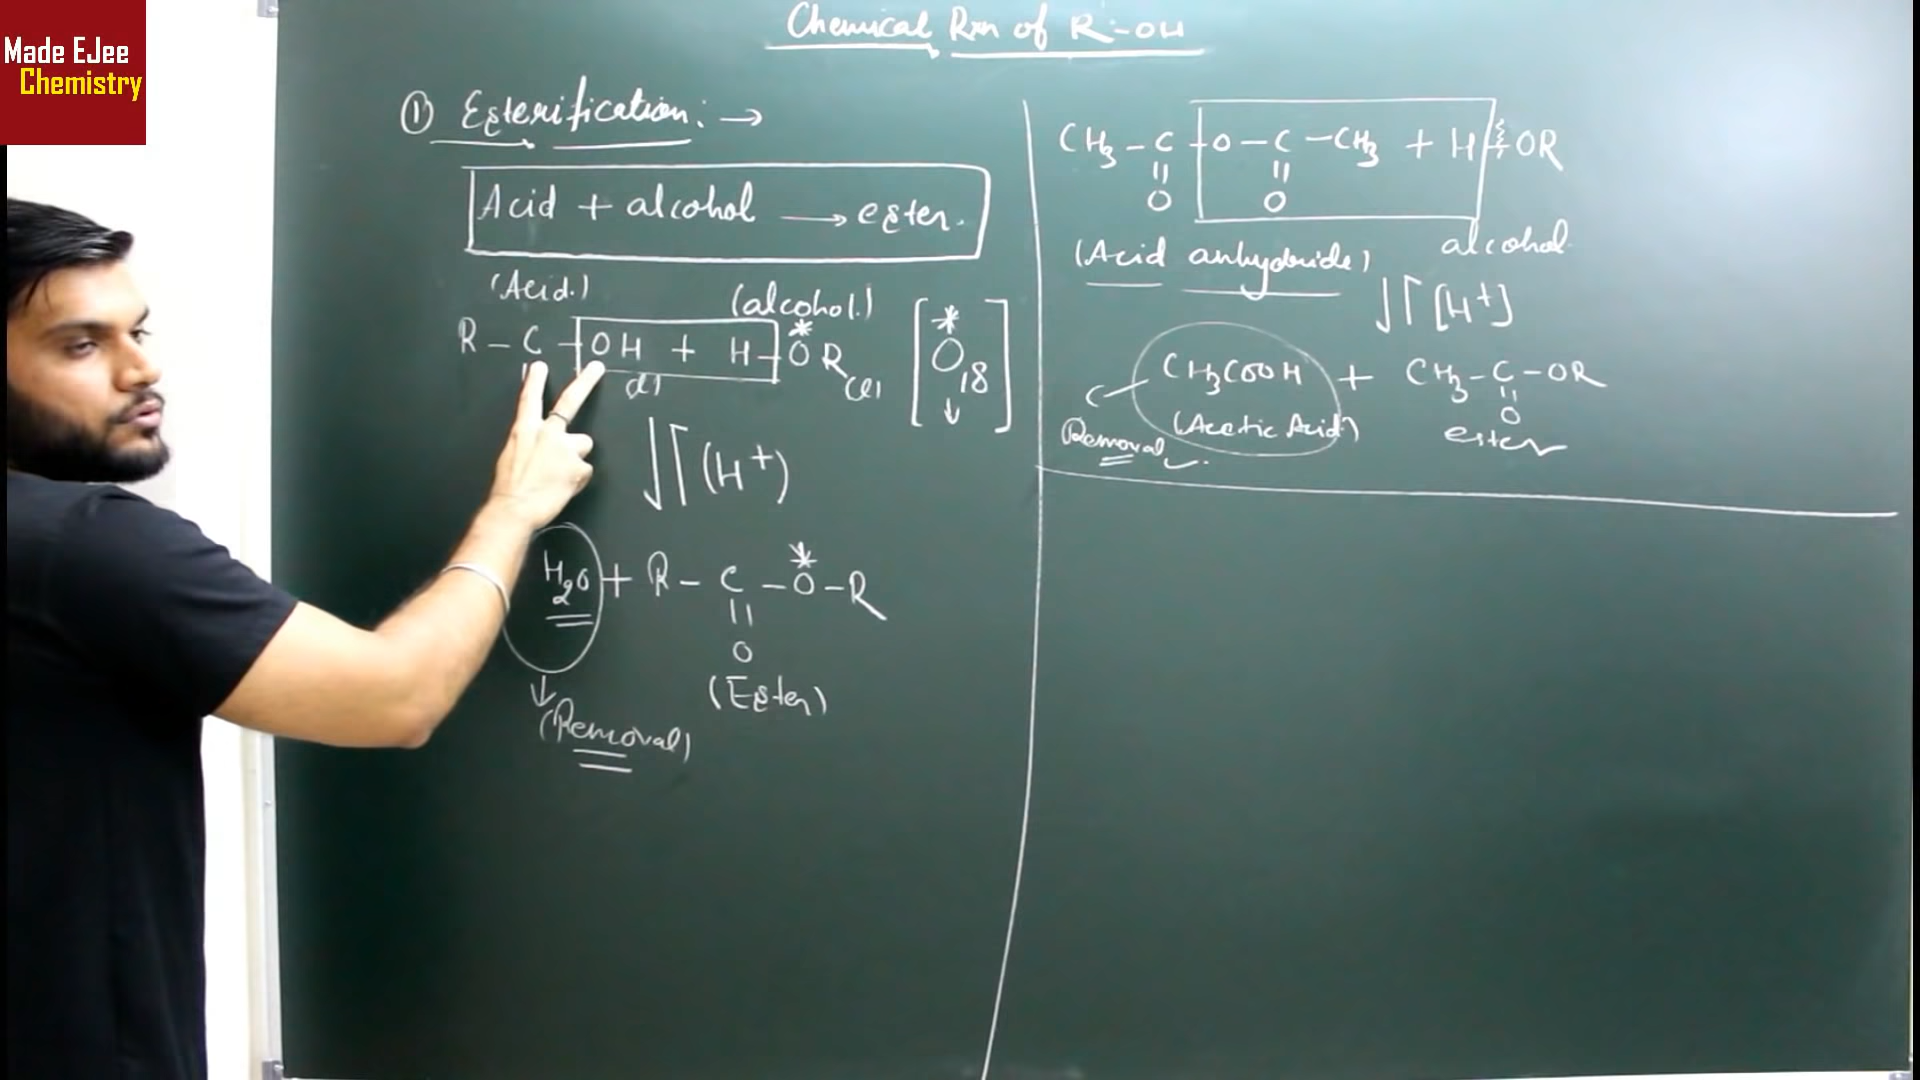 Made EJee
Chemistry
Chemical Rxn of R-OH
① Esterification: →
Acid + alcohol → ester.
(Acid.) (alcohol.)
R - C - OH + H - O* R
[O* 18 ↓]
↓↑ (H+)
H2O + R - C - O* - R
||
O
(Ester)
↓
(Removal)
CH3 - C - O - C - CH3 + H - OR
|| ||
O O
(Acid anhydride) alcohol.
↓↑ [H+]
CH3COOH + CH3 - C - OR
||
O
(Acetic Acid) ester
Removal